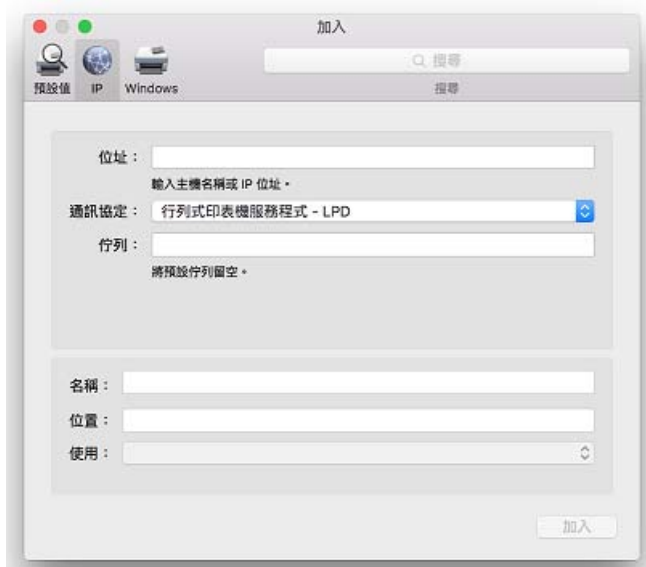 加入
搜尋
預設值 IP Windows 搜尋
位址：
輸入主機名稱或 IP 位址。
通訊協定： 行列式印表機服務程式 - LPD
佇列：
將預設佇列留空。
名稱：
位置：
使用：
加入